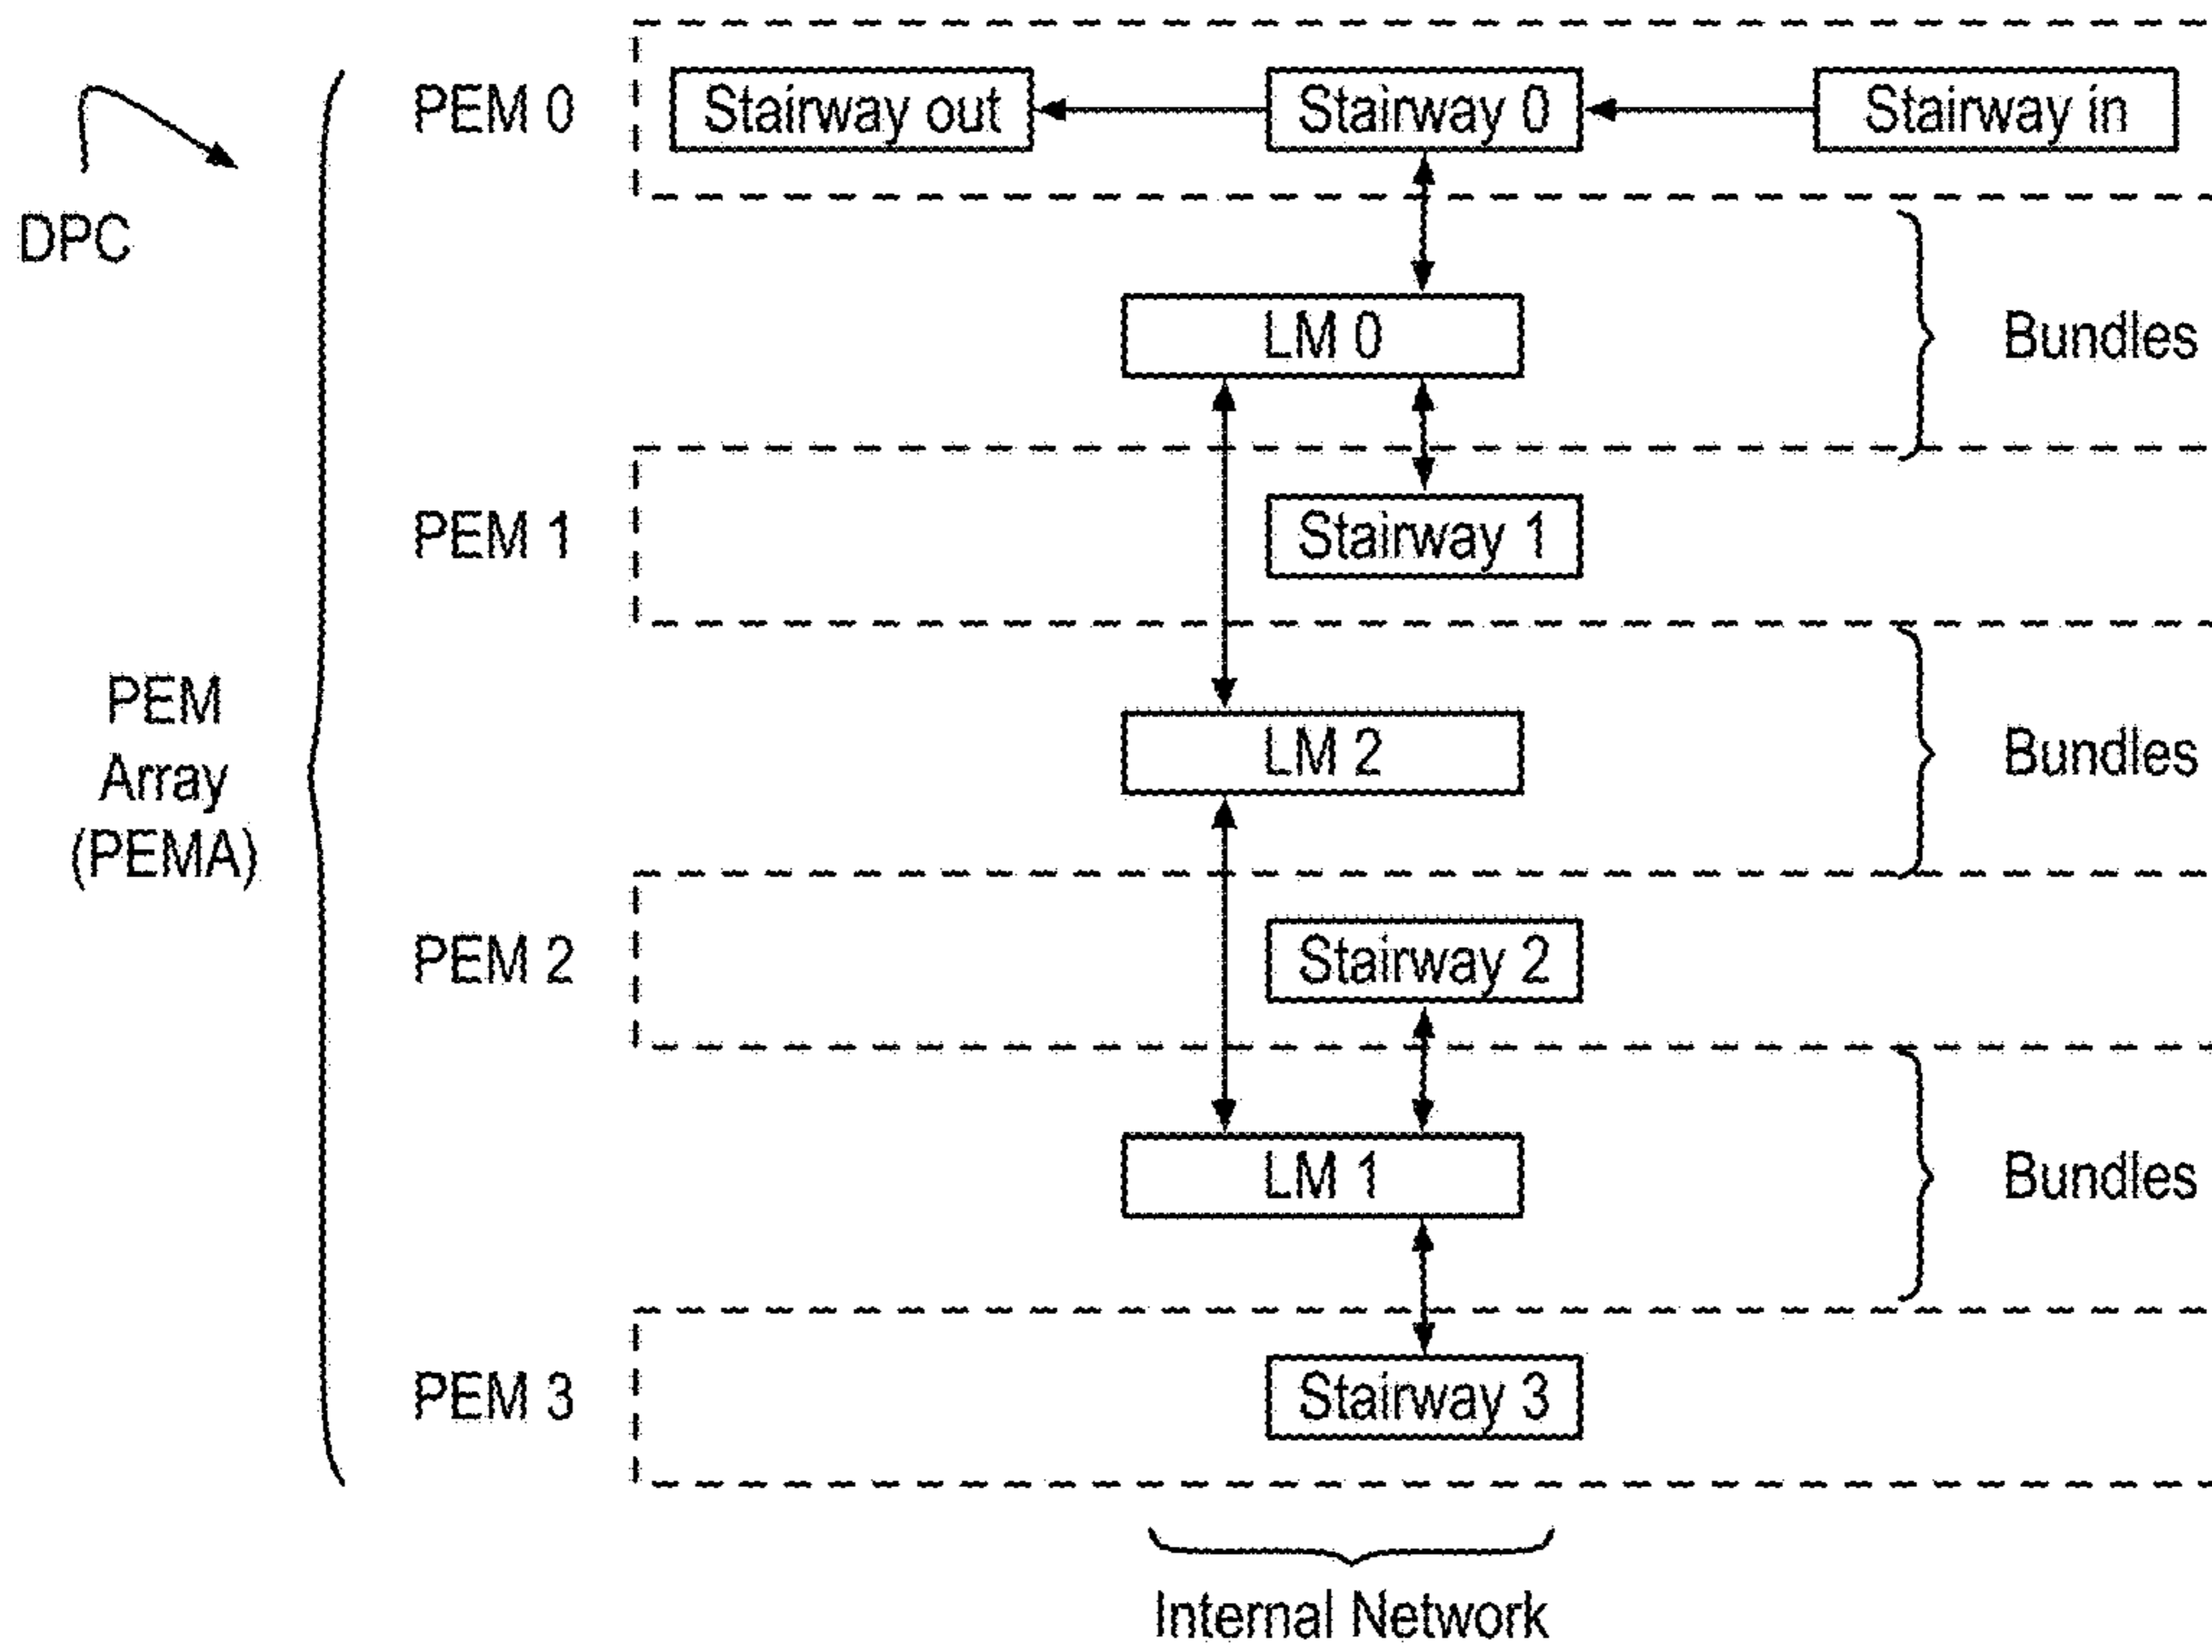 PEM 0
Stairway out
Stairway 0
Stairway in
DPC
LM 0
Bundles
PEM 1
Stairway 1
PEM
Array
(PEMA)
LM 2
Bundles
PEM 2
Stairway 2
LM 1
Bundles
PEM 3
Stairway 3
Internal Network